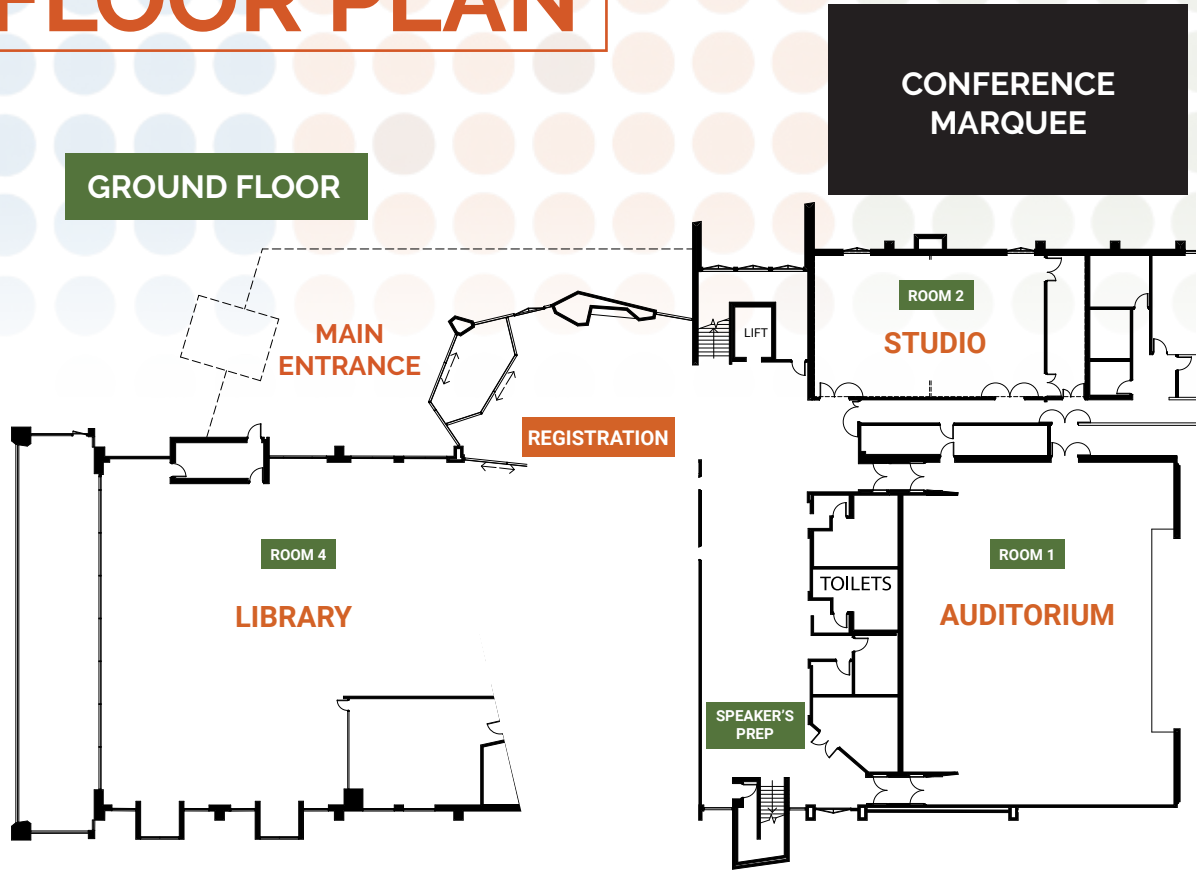 FLOOR PLAN
CONFERENCE
MARQUEE
GROUND FLOOR
ROOM 2
STUDIO
LIFT
MAIN
ENTRANCE
REGISTRATION
ROOM 4
LIBRARY
ROOM 1
AUDITORIUM
TOILETS
SPEAKER'S
PREP